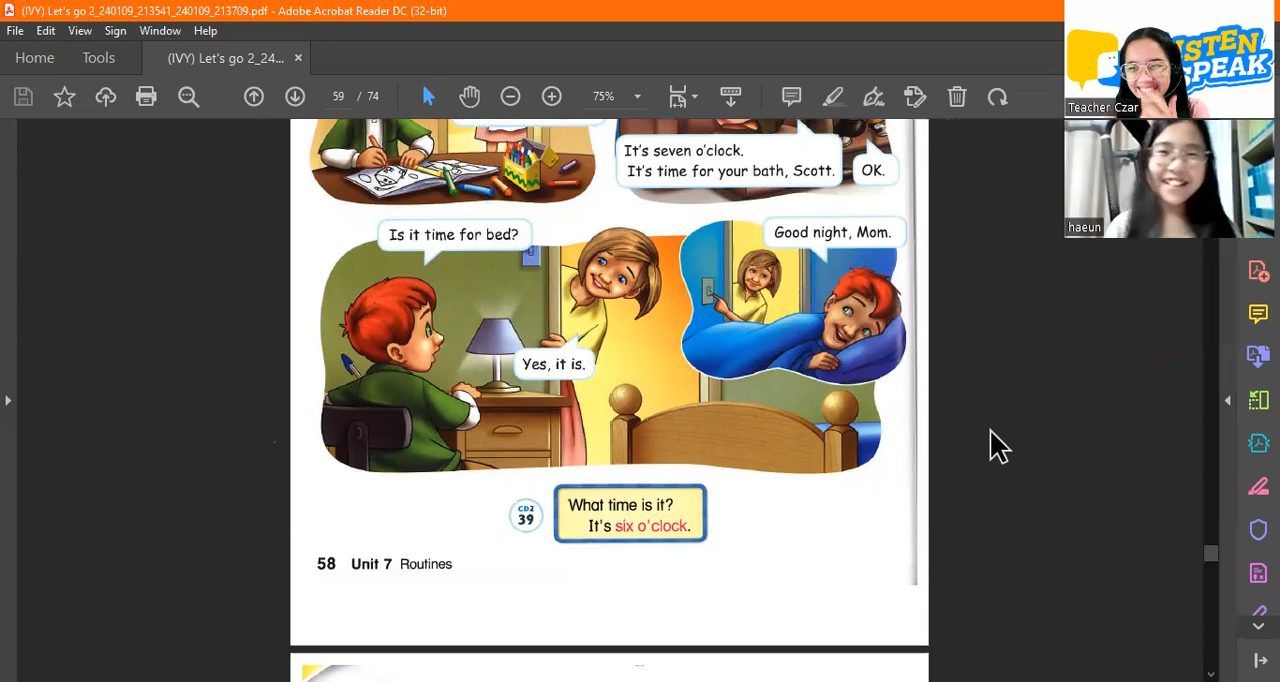 (IVY) Let's go 2_240109_213541_240109_213709.pdf - Adobe Acrobat Reader DC (32-bit)
File Edit View Sign Window Help
Home Tools (IVY) Let's go 2_24... ×
59 / 74 75%
ISTEN
SPEAK
Teacher Czar
haeun
It's seven o'clock.
It's time for your bath, Scott.
OK.
Is it time for bed?
Good night, Mom.
Yes, it is.
CD2
39
What time is it?
It's six o'clock.
58 Unit 7 Routines